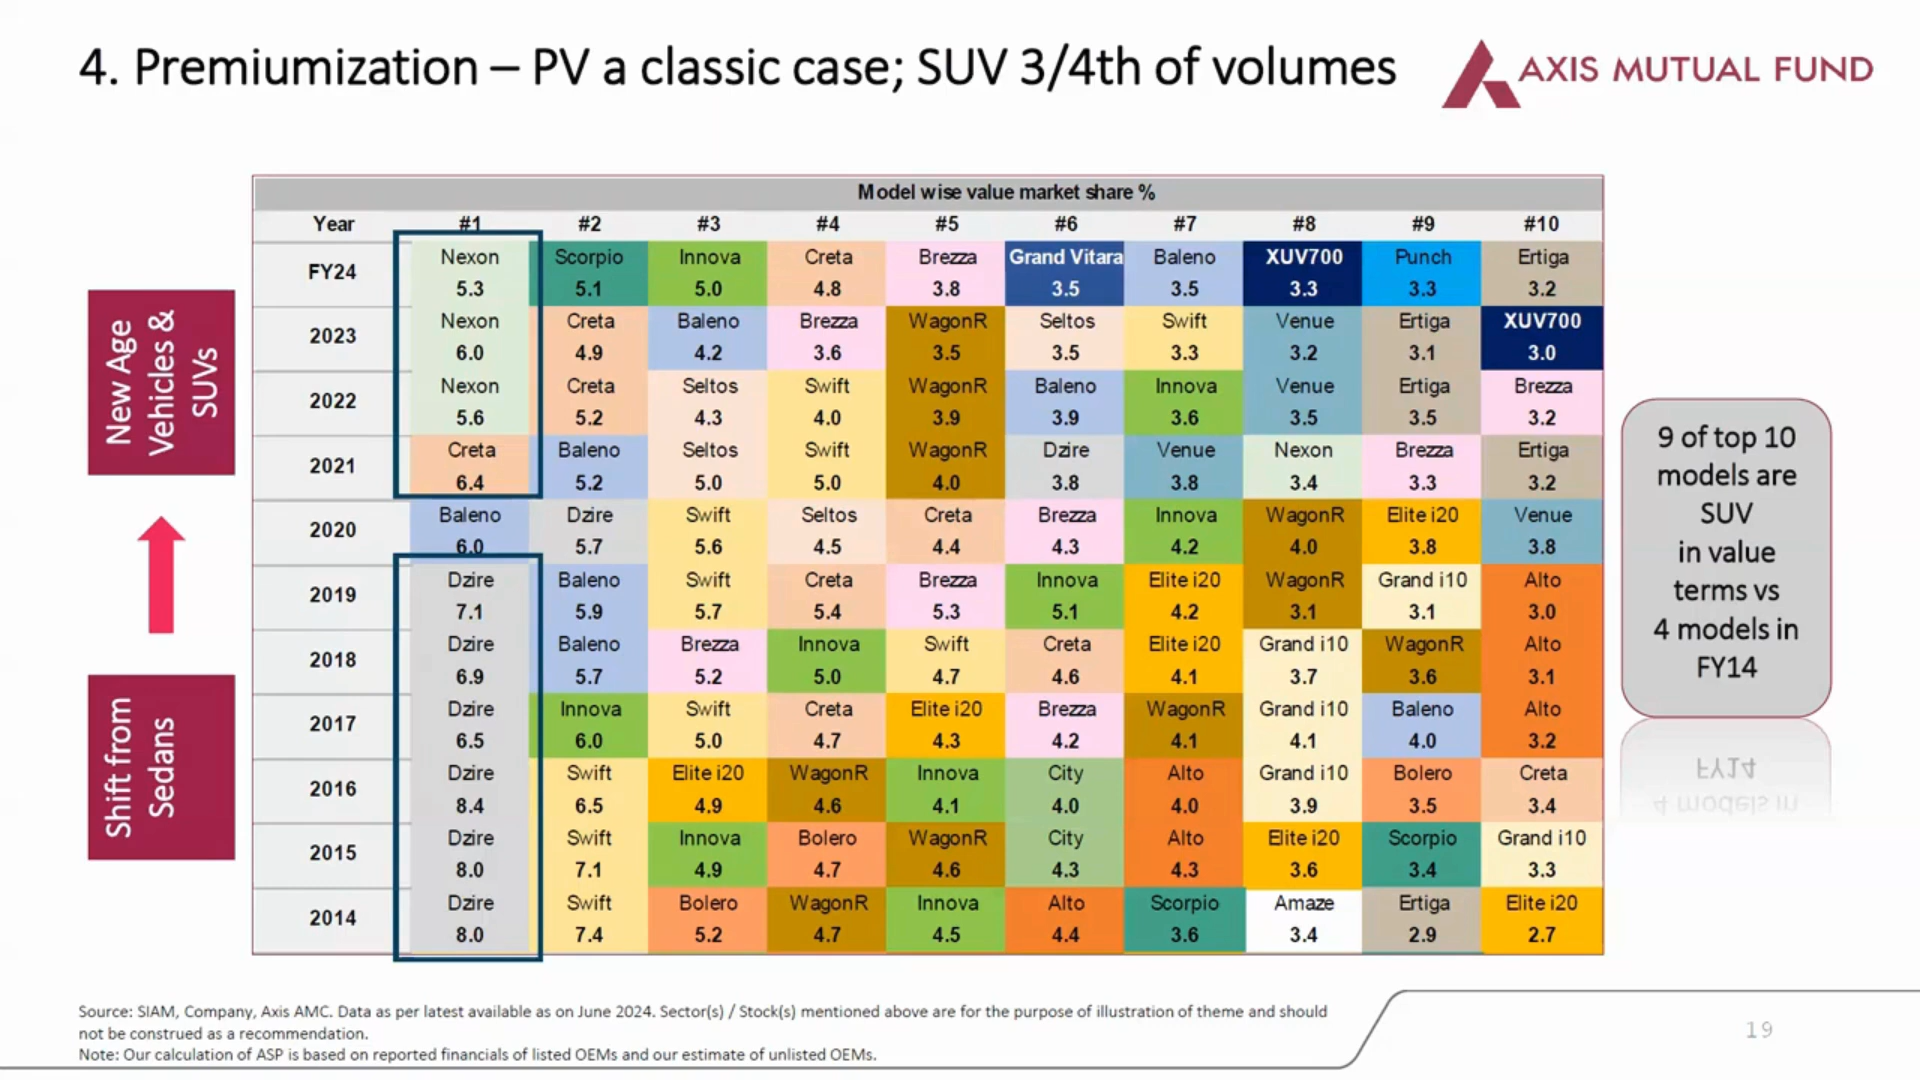 4. Premiumization – PV a classic case; SUV 3/4th of volumes
AXIS MUTUAL FUND
Model wise value market share %
Year #1 #2 #3 #4 #5 #6 #7 #8 #9 #10
FY24 Nexon Scorpio Innova Creta Brezza Grand Vitara Baleno XUV700 Punch Ertiga
5.3 5.1 5.0 4.8 3.8 3.5 3.5 3.3 3.3 3.2
2023 Nexon Creta Baleno Brezza WagonR Seltos Swift Venue Ertiga XUV700
6.0 4.9 4.2 3.6 3.5 3.5 3.3 3.2 3.1 3.0
2022 Nexon Creta Seltos Swift WagonR Baleno Innova Venue Ertiga Brezza
5.6 5.2 4.3 4.0 3.9 3.9 3.6 3.5 3.5 3.2
2021 Creta Baleno Seltos Swift WagonR Dzire Venue Nexon Brezza Ertiga
6.4 5.2 5.0 5.0 4.0 3.8 3.8 3.4 3.3 3.2
2020 Baleno Dzire Swift Seltos Creta Brezza Innova WagonR Elite i20 Venue
6.0 5.7 5.6 4.5 4.4 4.3 4.2 4.0 3.8 3.8
2019 Dzire Baleno Swift Creta Brezza Innova Elite i20 WagonR Grand i10 Alto
7.1 5.9 5.7 5.4 5.3 5.1 4.2 3.1 3.1 3.0
2018 Dzire Baleno Brezza Innova Swift Creta Elite i20 Grand i10 WagonR Alto
6.9 5.7 5.2 5.0 4.7 4.6 4.1 3.7 3.6 3.1
2017 Dzire Innova Swift Creta Elite i20 Brezza WagonR Grand i10 Baleno Alto
6.5 6.0 5.0 4.7 4.3 4.2 4.1 4.1 4.0 3.2
2016 Dzire Swift Elite i20 WagonR Innova City Alto Grand i10 Bolero Creta
8.4 6.5 4.9 4.6 4.1 4.0 4.0 3.9 3.5 3.4
2015 Dzire Swift Innova Bolero WagonR City Alto Elite i20 Scorpio Grand i10
8.0 7.1 4.9 4.7 4.6 4.3 4.3 3.6 3.4 3.3
2014 Dzire Swift Bolero WagonR Innova Alto Scorpio Amaze Ertiga Elite i20
8.0 7.4 5.2 4.7 4.5 4.4 3.6 3.4 2.9 2.7
New Age
Vehicles &
SUVs
Shift from
Sedans
9 of top 10
models are
SUV
in value
terms vs
4 models in
FY14
Source: SIAM, Company, Axis AMC. Data as per latest available as on June 2024. Sector(s) / Stock(s) mentioned above are for the purpose of illustration of theme and should
not be construed as a recommendation.
Note: Our calculation of ASP is based on reported financials of listed OEMs and our estimate of unlisted OEMs.
19